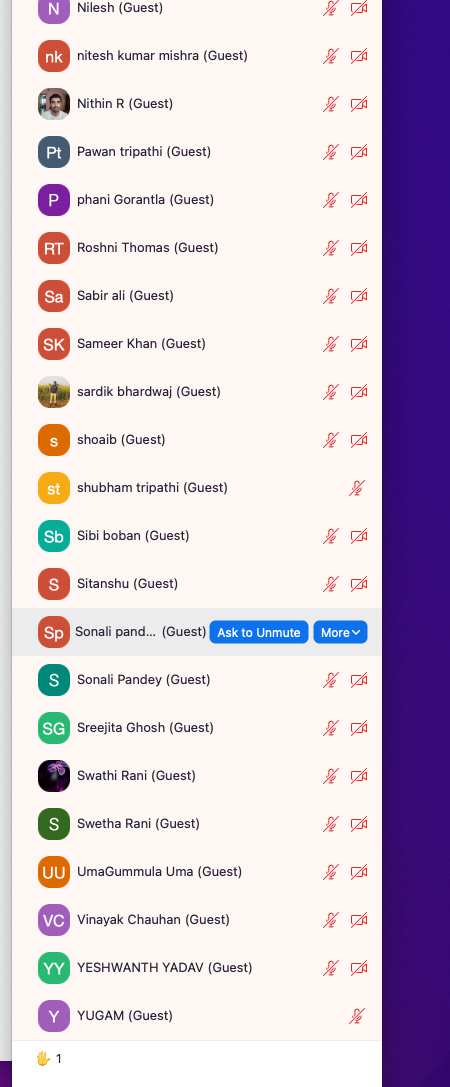 N Nilesh (Guest)
nk nitesh kumar mishra (Guest)
Nithin R (Guest)
Pt Pawan tripathi (Guest)
P phani Gorantla (Guest)
RT Roshni Thomas (Guest)
Sa Sabir ali (Guest)
SK Sameer Khan (Guest)
sardik bhardwaj (Guest)
s shoaib (Guest)
st shubham tripathi (Guest)
Sb Sibi boban (Guest)
S Sitanshu (Guest)
Sp Sonali pand... (Guest) Ask to Unmute More
S Sonali Pandey (Guest)
SG Sreejita Ghosh (Guest)
Swathi Rani (Guest)
S Swetha Rani (Guest)
UU UmaGummula Uma (Guest)
VC Vinayak Chauhan (Guest)
YY YESHWANTH YADAV (Guest)
Y YUGAM (Guest)
✋ 1